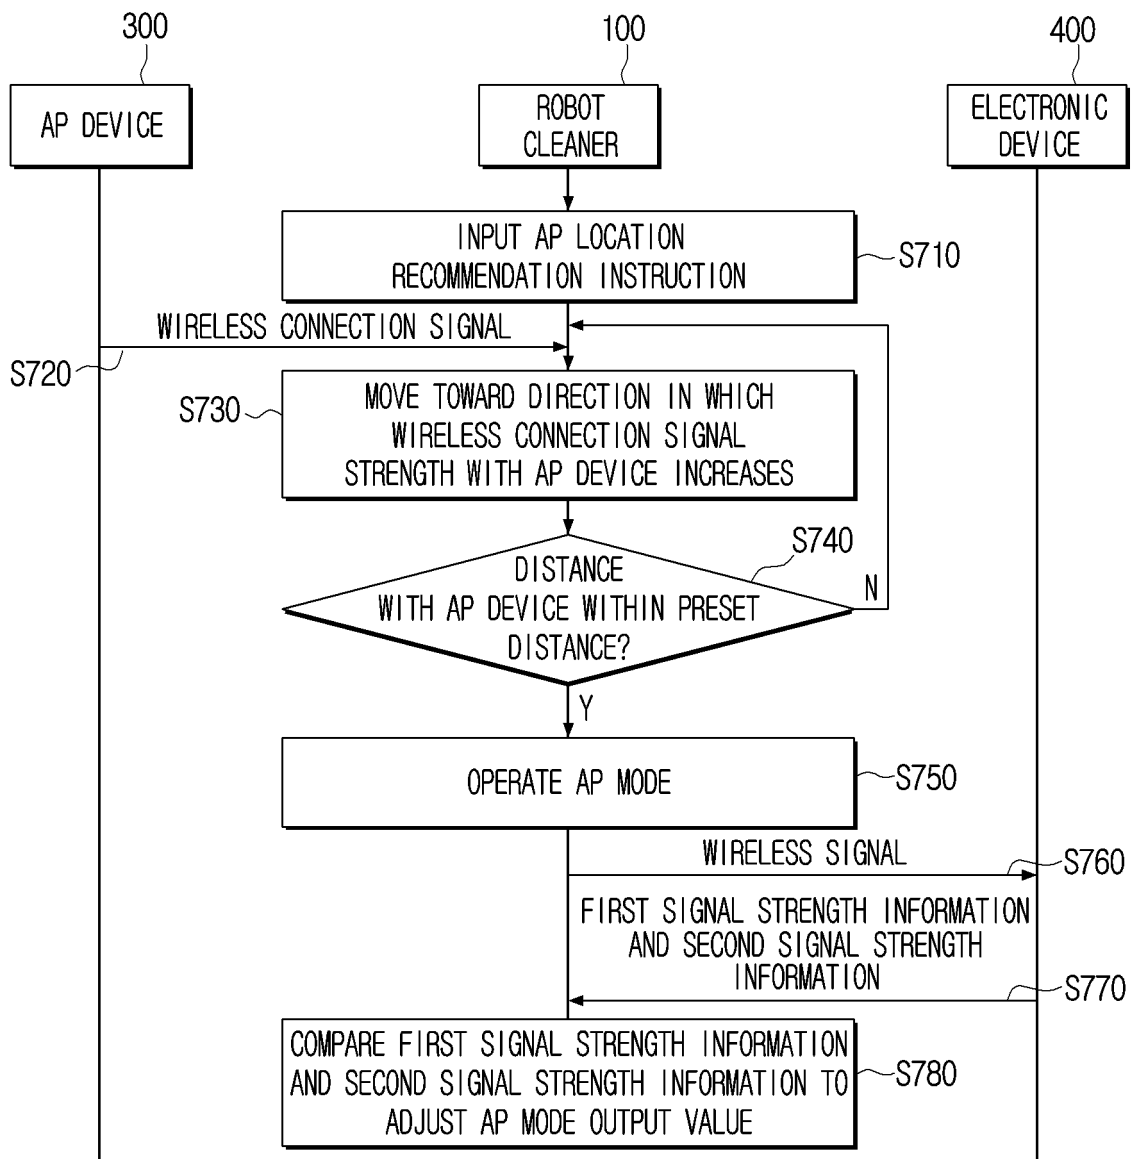 300
100
400
AP DEVICE
ROBOT
CLEANER
ELECTRONIC
DEVICE
INPUT AP LOCATION
RECOMMENDATION INSTRUCTION
S710
WIRELESS CONNECTION SIGNAL
S720
S730
MOVE TOWARD DIRECTION IN WHICH
WIRELESS CONNECTION SIGNAL
STRENGTH WITH AP DEVICE INCREASES
S740
DISTANCE
WITH AP DEVICE WITHIN PRESET
DISTANCE?
N
Y
OPERATE AP MODE
S750
WIRELESS SIGNAL
S760
FIRST SIGNAL STRENGTH INFORMATION
AND SECOND SIGNAL STRENGTH
INFORMATION
S770
COMPARE FIRST SIGNAL STRENGTH INFORMATION
AND SECOND SIGNAL STRENGTH INFORMATION TO
ADJUST AP MODE OUTPUT VALUE
S780